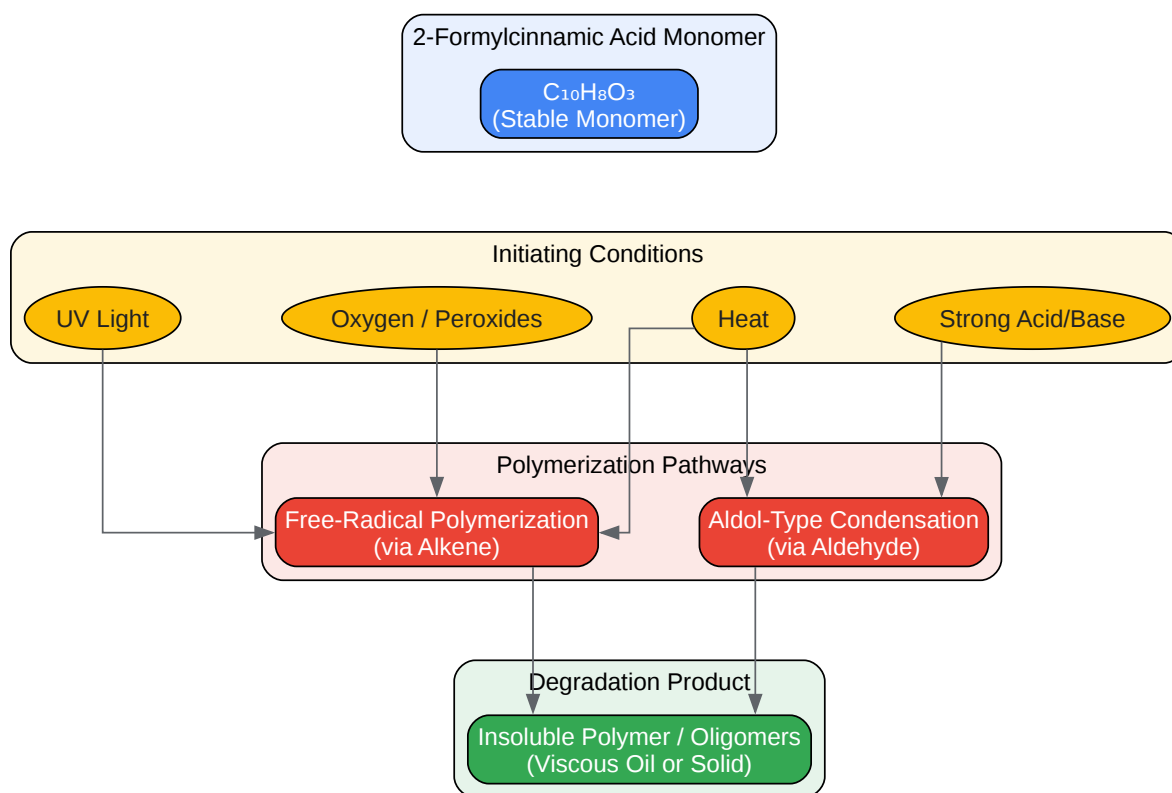 2-Formylcinnamic Acid Monomer
C₁₀H₈O₃
(Stable Monomer)
Initiating Conditions
UV Light
Oxygen / Peroxides
Heat
Strong Acid/Base
Polymerization Pathways
Free-Radical Polymerization
(via Alkene)
Aldol-Type Condensation
(via Aldehyde)
Degradation Product
Insoluble Polymer / Oligomers
(Viscous Oil or Solid)